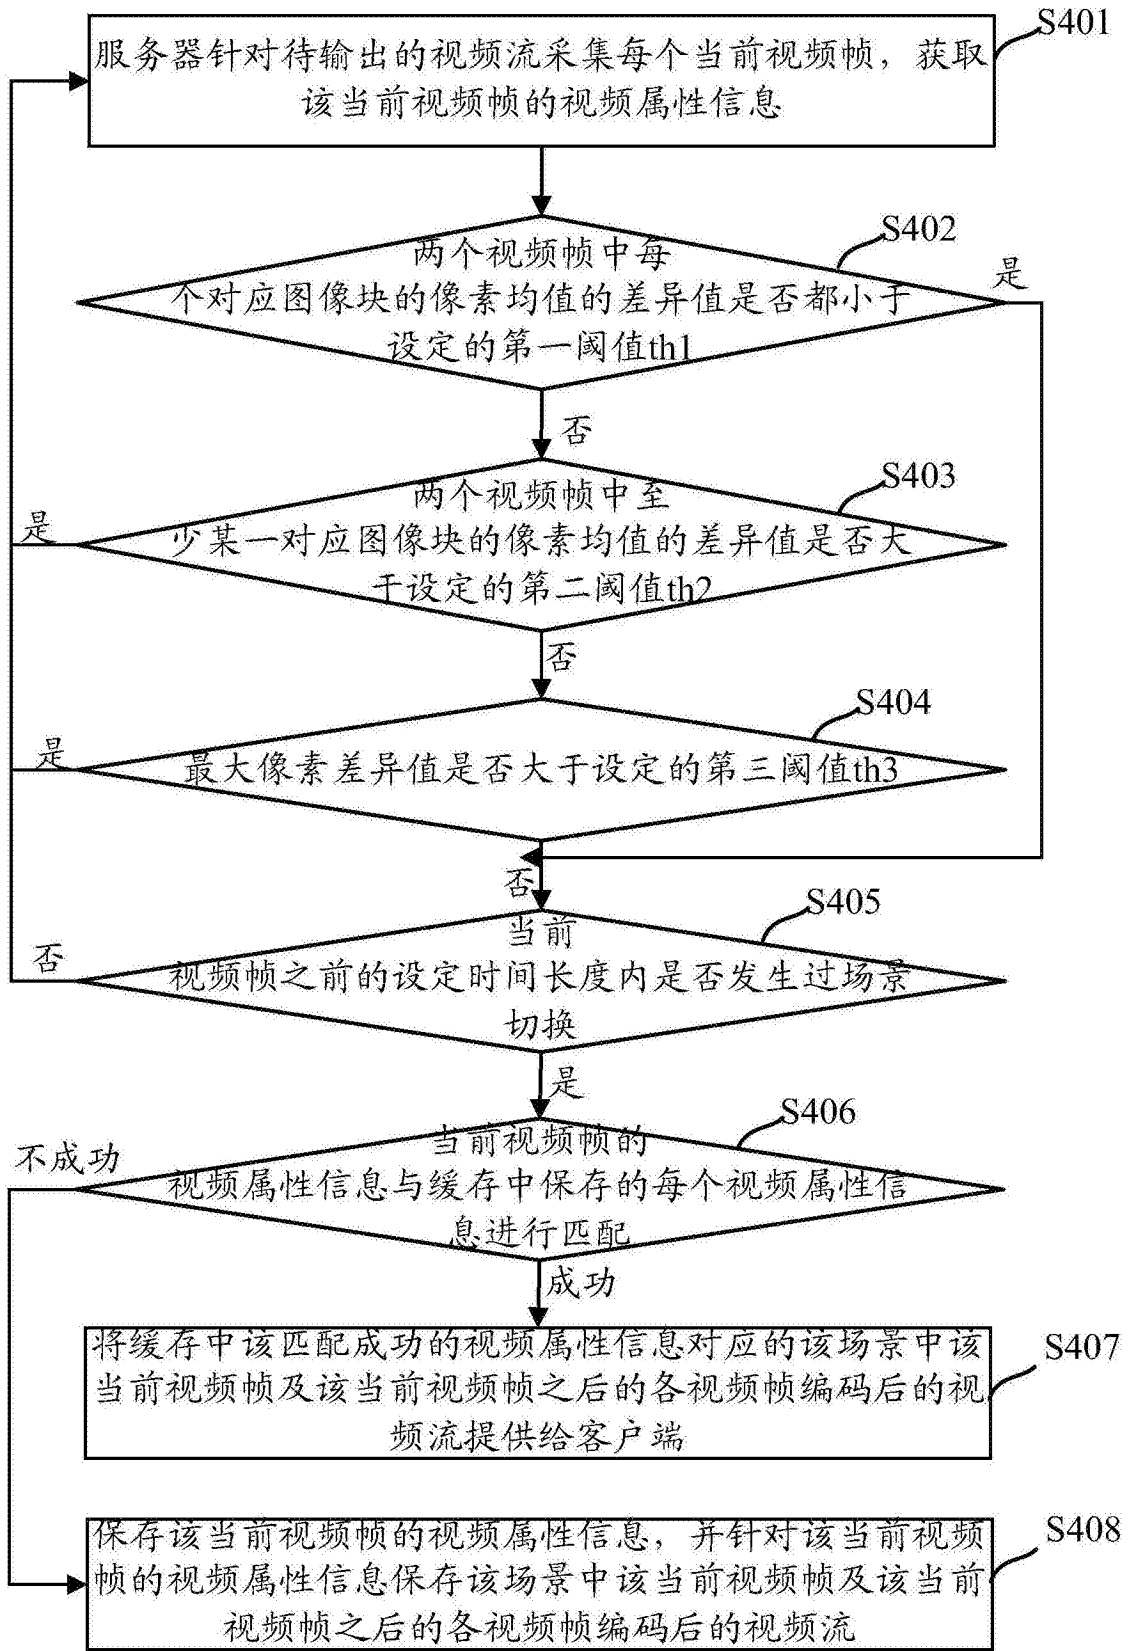 S401
服务器针对待输出的视频流采集每个当前视频帧，获取
该当前视频帧的视频属性信息
S402
两个视频帧中每
个对应图像块的像素均值的差异值是否都小于
设定的第一阈值th1
是
否
S403
两个视频帧中至
少某一对应图像块的像素均值的差异值是否大
于设定的第二阈值th2
是
否
S404
最大像素差异值是否大于设定的第三阈值th3
是
否
S405
当前
视频帧之前的设定时间长度内是否发生过场景
切换
否
是
S406
当前视频帧的
视频属性信息与缓存中保存的每个视频属性信
息进行匹配
不成功
成功
S407
将缓存中该匹配成功的视频属性信息对应的该场景中该
当前视频帧及该当前视频帧之后的各视频帧编码后的视
频流提供给客户端
S408
保存该当前视频帧的视频属性信息，并针对该当前视频
帧的视频属性信息保存该场景中该当前视频帧及该当前
视频帧之后的各视频帧编码后的视频流